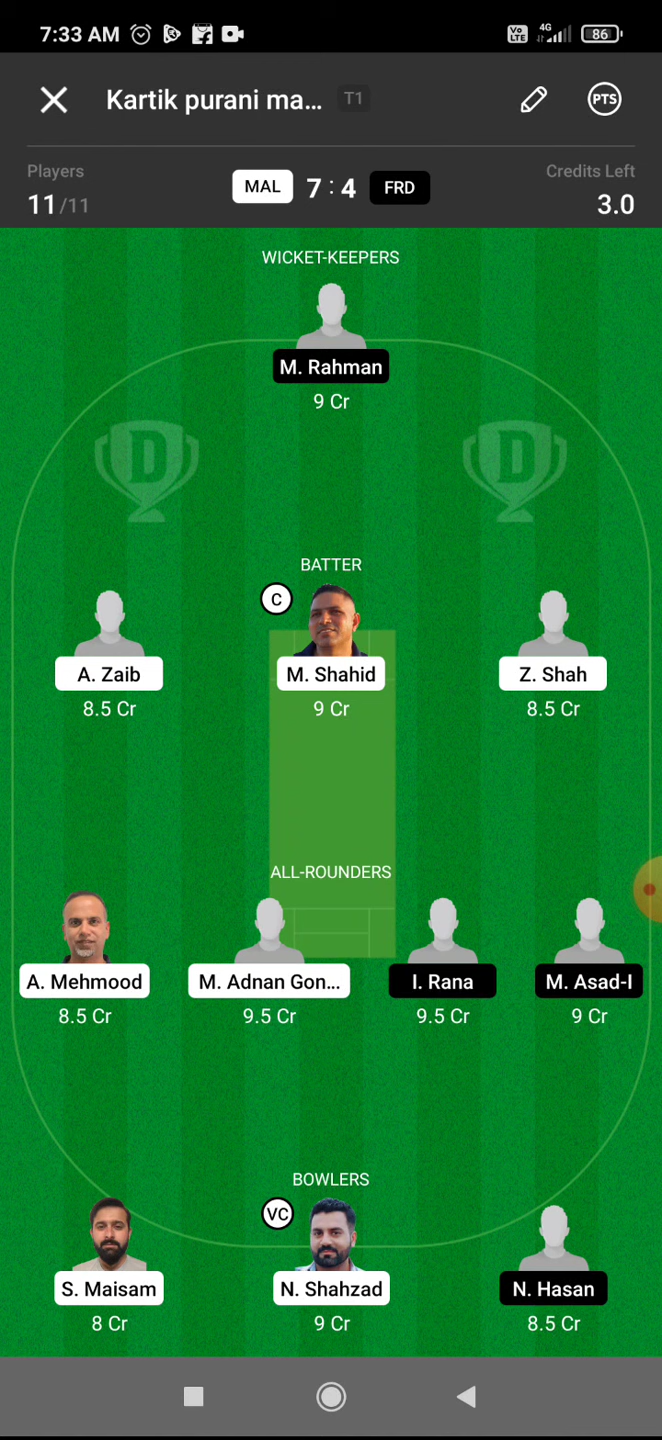 7:33 AM
Vo LTE 4G 86
Kartik purani ma... T1
PTS
Players
Credits Left
11/11
MAL 7 : 4 FRD
3.0
WICKET-KEEPERS
M. Rahman
9 Cr
D D
BATTER
C
A. Zaib M. Shahid Z. Shah
8.5 Cr 9 Cr 8.5 Cr
ALL-ROUNDERS
A. Mehmood M. Adnan Gon... I. Rana M. Asad-I
8.5 Cr 9.5 Cr 9.5 Cr 9 Cr
BOWLERS
VC
S. Maisam N. Shahzad N. Hasan
8 Cr 9 Cr 8.5 Cr